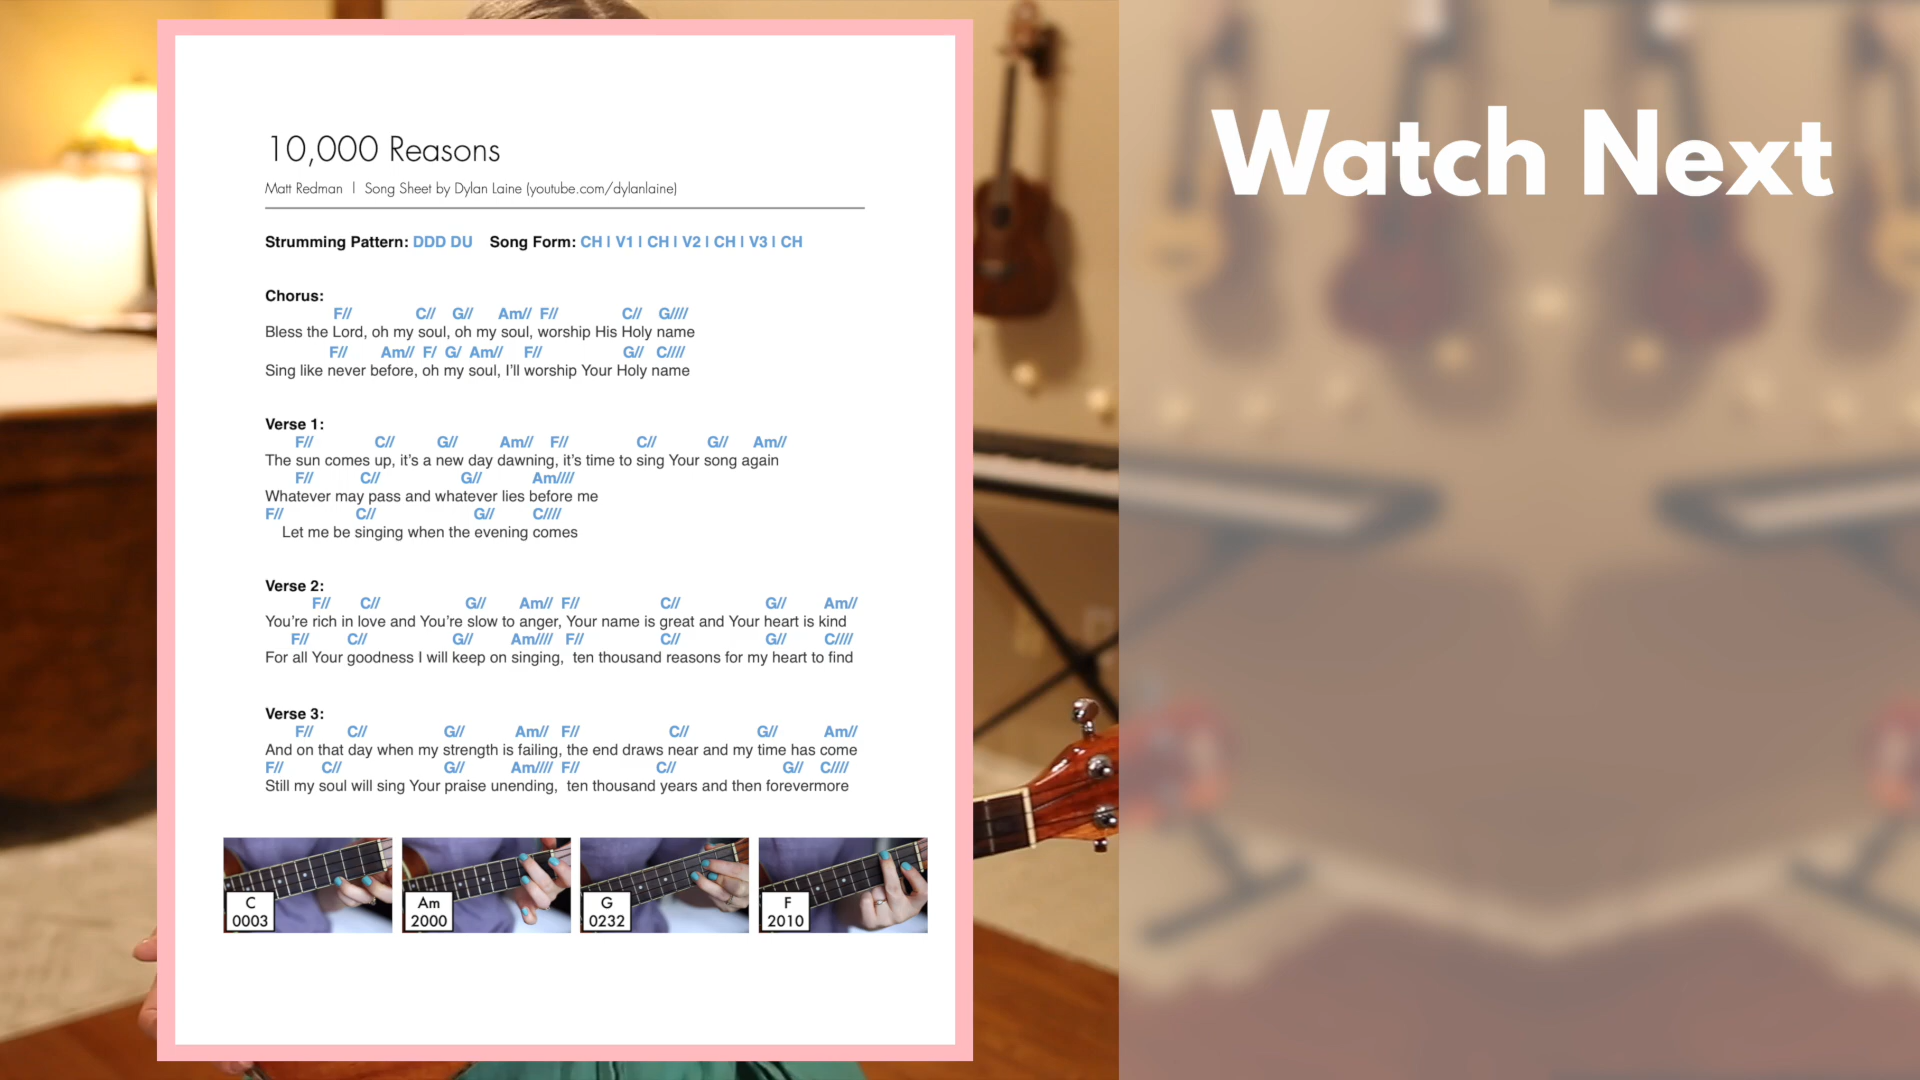 10,000 Reasons
Matt Redman | Song Sheet by Dylan Laine (youtube.com/dylanlaine)
Strumming Pattern: DDD DU Song Form: CH | V1 | CH | V2 | CH | V3 | CH
Chorus:
F// C// G// Am// F// C// G////
Bless the Lord, oh my soul, oh my soul, worship His Holy name
F// Am// F/ G/ Am// F// G// C////
Sing like never before, oh my soul, I’ll worship Your Holy name
Verse 1:
F// C// G// Am// F// C// G// Am//
The sun comes up, it’s a new day dawning, it’s time to sing Your song again
F// C// G// Am////
Whatever may pass and whatever lies before me
F// C// G// C////
Let me be singing when the evening comes
Verse 2:
F// C// G// Am// F// C// G// Am//
You’re rich in love and You’re slow to anger, Your name is great and Your heart is kind
F// C// G// Am//// F// C// G// C////
For all Your goodness I will keep on singing, ten thousand reasons for my heart to find
Verse 3:
F// C// G// Am// F// C// G// Am//
And on that day when my strength is failing, the end draws near and my time has come
F// C// G// Am//// F// C// G// C////
Still my soul will sing Your praise unending, ten thousand years and then forevermore
C
0003
Am
2000
G
0232
F
2010
Watch Next